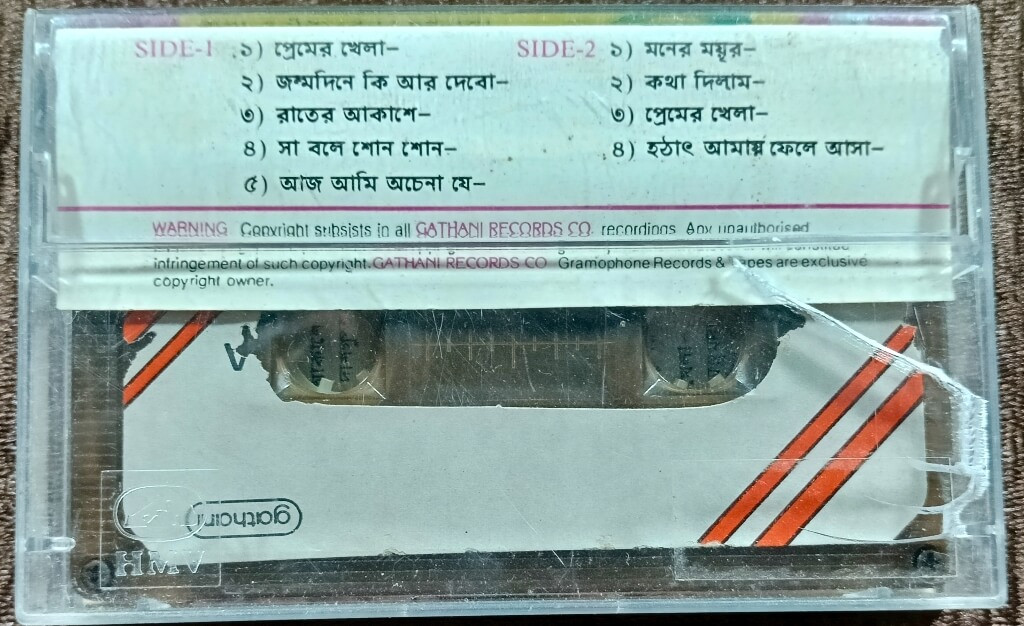 SIDE-1 ১) প্রেমের খেলা–
২) জন্মদিনে কি আর দেবো–
৩) রাতের আকাশে–
৪) সা বলে শোন শোন–
৫) আজ আমি অচেনা যে–
SIDE-2 ১) মনের ময়ূর–
২) কথা দিলাম–
৩) প্রেমের খেলা–
৪) হঠাৎ আমায় ফেলে আসা–
WARNING Copyright subsists in all GATHANI RECORDS CO. recordings Any unauthorised
infringement of such copyright. GATHANI RECORDS CO Gramophone Records & Tapes are exclusive
copyright owner.
gathani
HMV